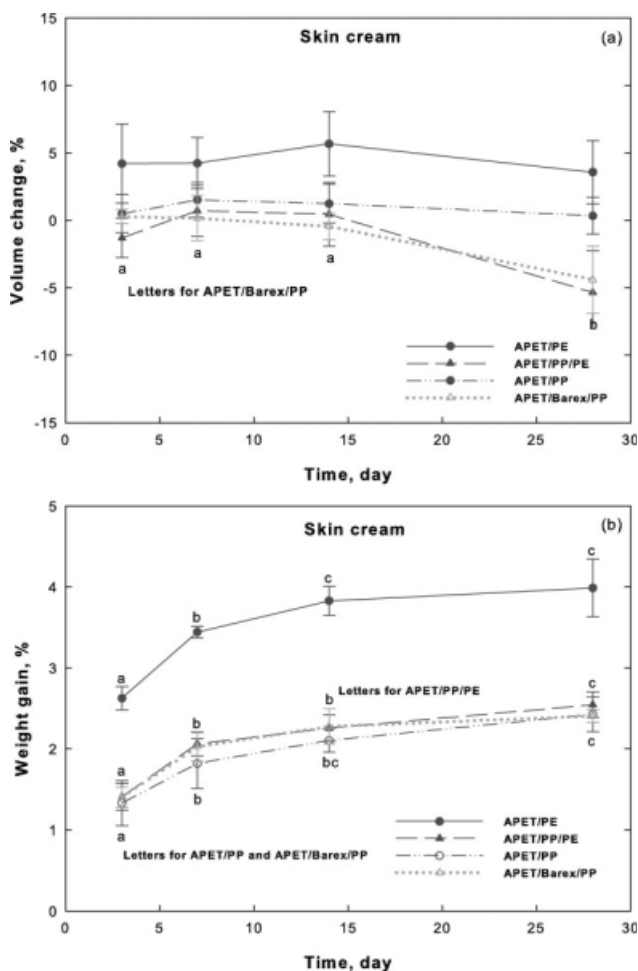 Skin cream
(a)
15
10
5
0
-5
-10
-15
Volume change, %
a
a
a
b
Letters for APET/Barex/PP
APET/PE
APET/PP/PE
APET/PP
APET/Barex/PP
0 5 10 15 20 25 30
Time, day
Skin cream
(b)
5
4
3
2
1
0
Weight gain, %
a
b
c
c
Letters for APET/PP/PE
a
b
b
c
a
b
bc
c
Letters for APET/PP and APET/Barex/PP
APET/PE
APET/PP/PE
APET/PP
APET/Barex/PP
0 5 10 15 20 25 30
Time, day